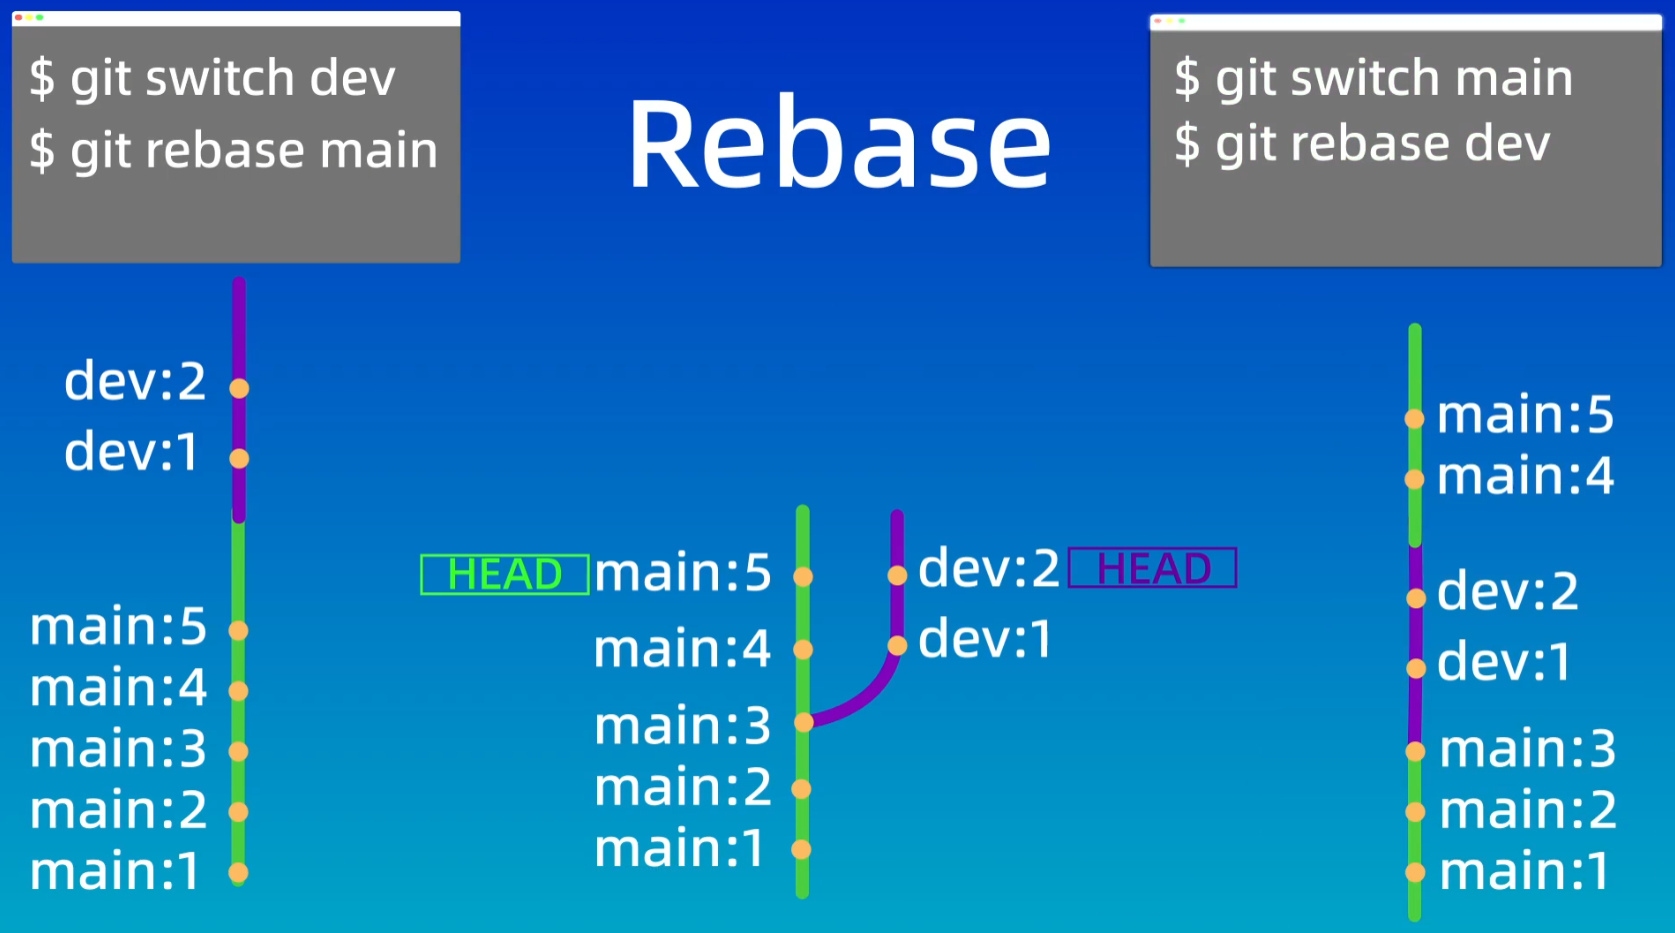 $ git switch dev
$ git rebase main
Rebase
$ git switch main
$ git rebase dev
dev:2
dev:1
main:5
main:4
main:3
main:2
main:1
HEAD main:5
main:4
main:3
main:2
main:1
dev:2 HEAD
dev:1
main:5
main:4
dev:2
dev:1
main:3
main:2
main:1